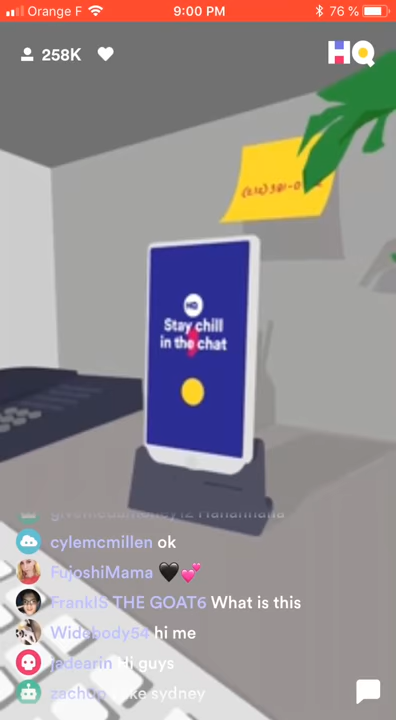 Orange F
9:00 PM
76 %
258K
HQ
HQ
Stay chill
in the chat
cylemcmillen ok
FujoshiMama 🖤💕
FrankIS THE GOAT6 What is this
Widebody54 hi me
jadearin Hi guys
sydney